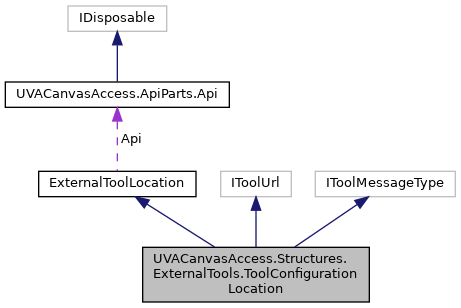 IDisposable
UVACanvasAccess.ApiParts.Api
Api
ExternalToolLocation
IToolUrl
IToolMessageType
UVACanvasAccess.Structures.
ExternalTools.ToolConfiguration
Location